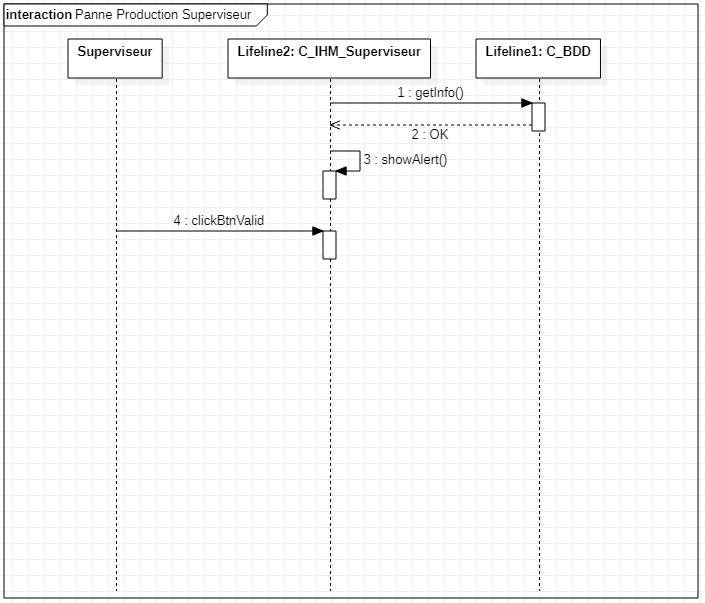 interaction Panne Production Superviseur
Superviseur
Lifeline2: C_IHM_Superviseur
Lifeline1: C_BDD
1 : getInfo()
2 : OK
3 : showAlert()
4 : clickBtnValid